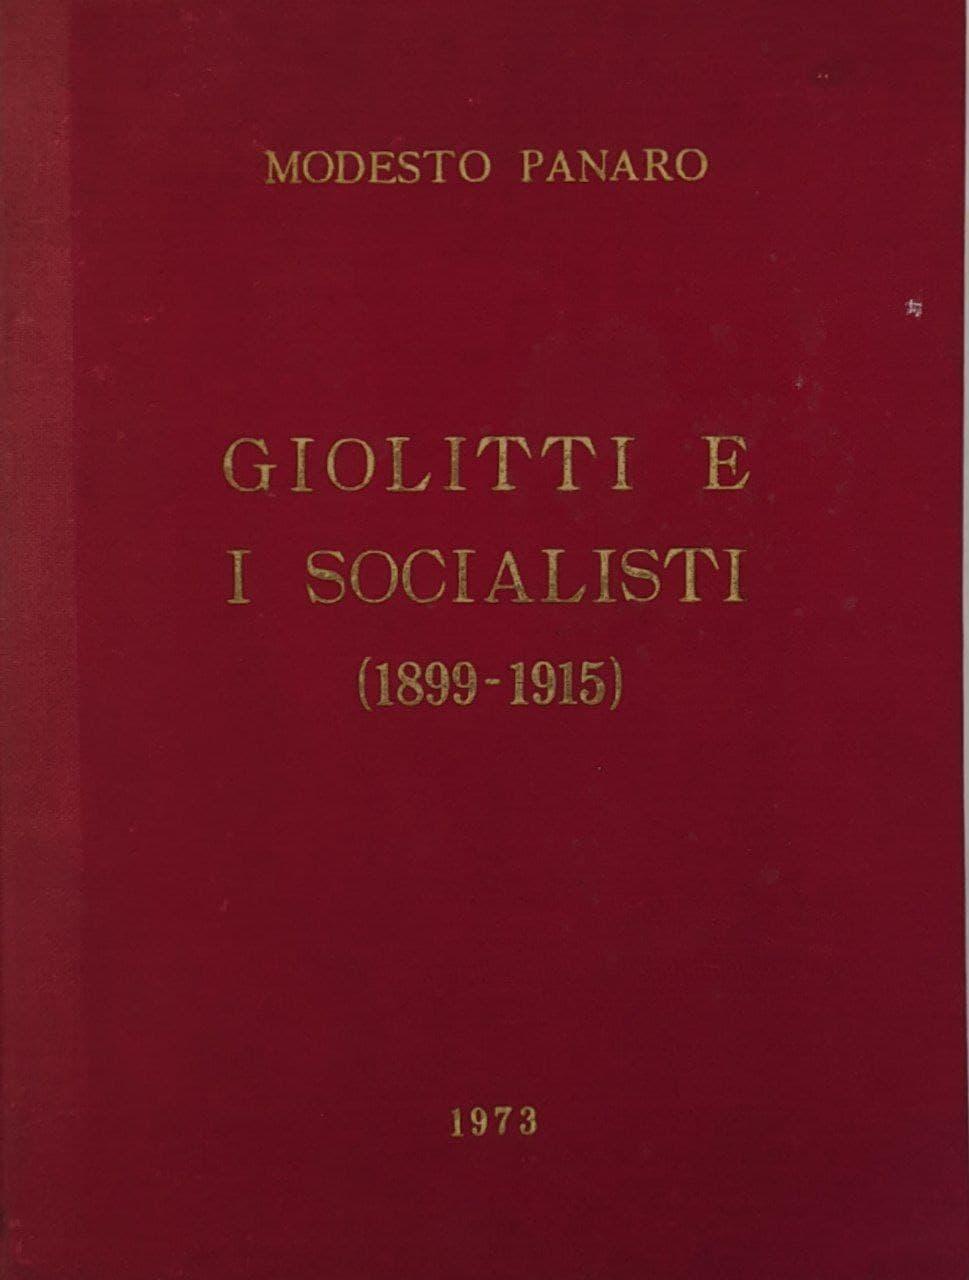 MODESTO PANARO
GIOLITTI E
I SOCIALISTI
(1899-1915)
1973